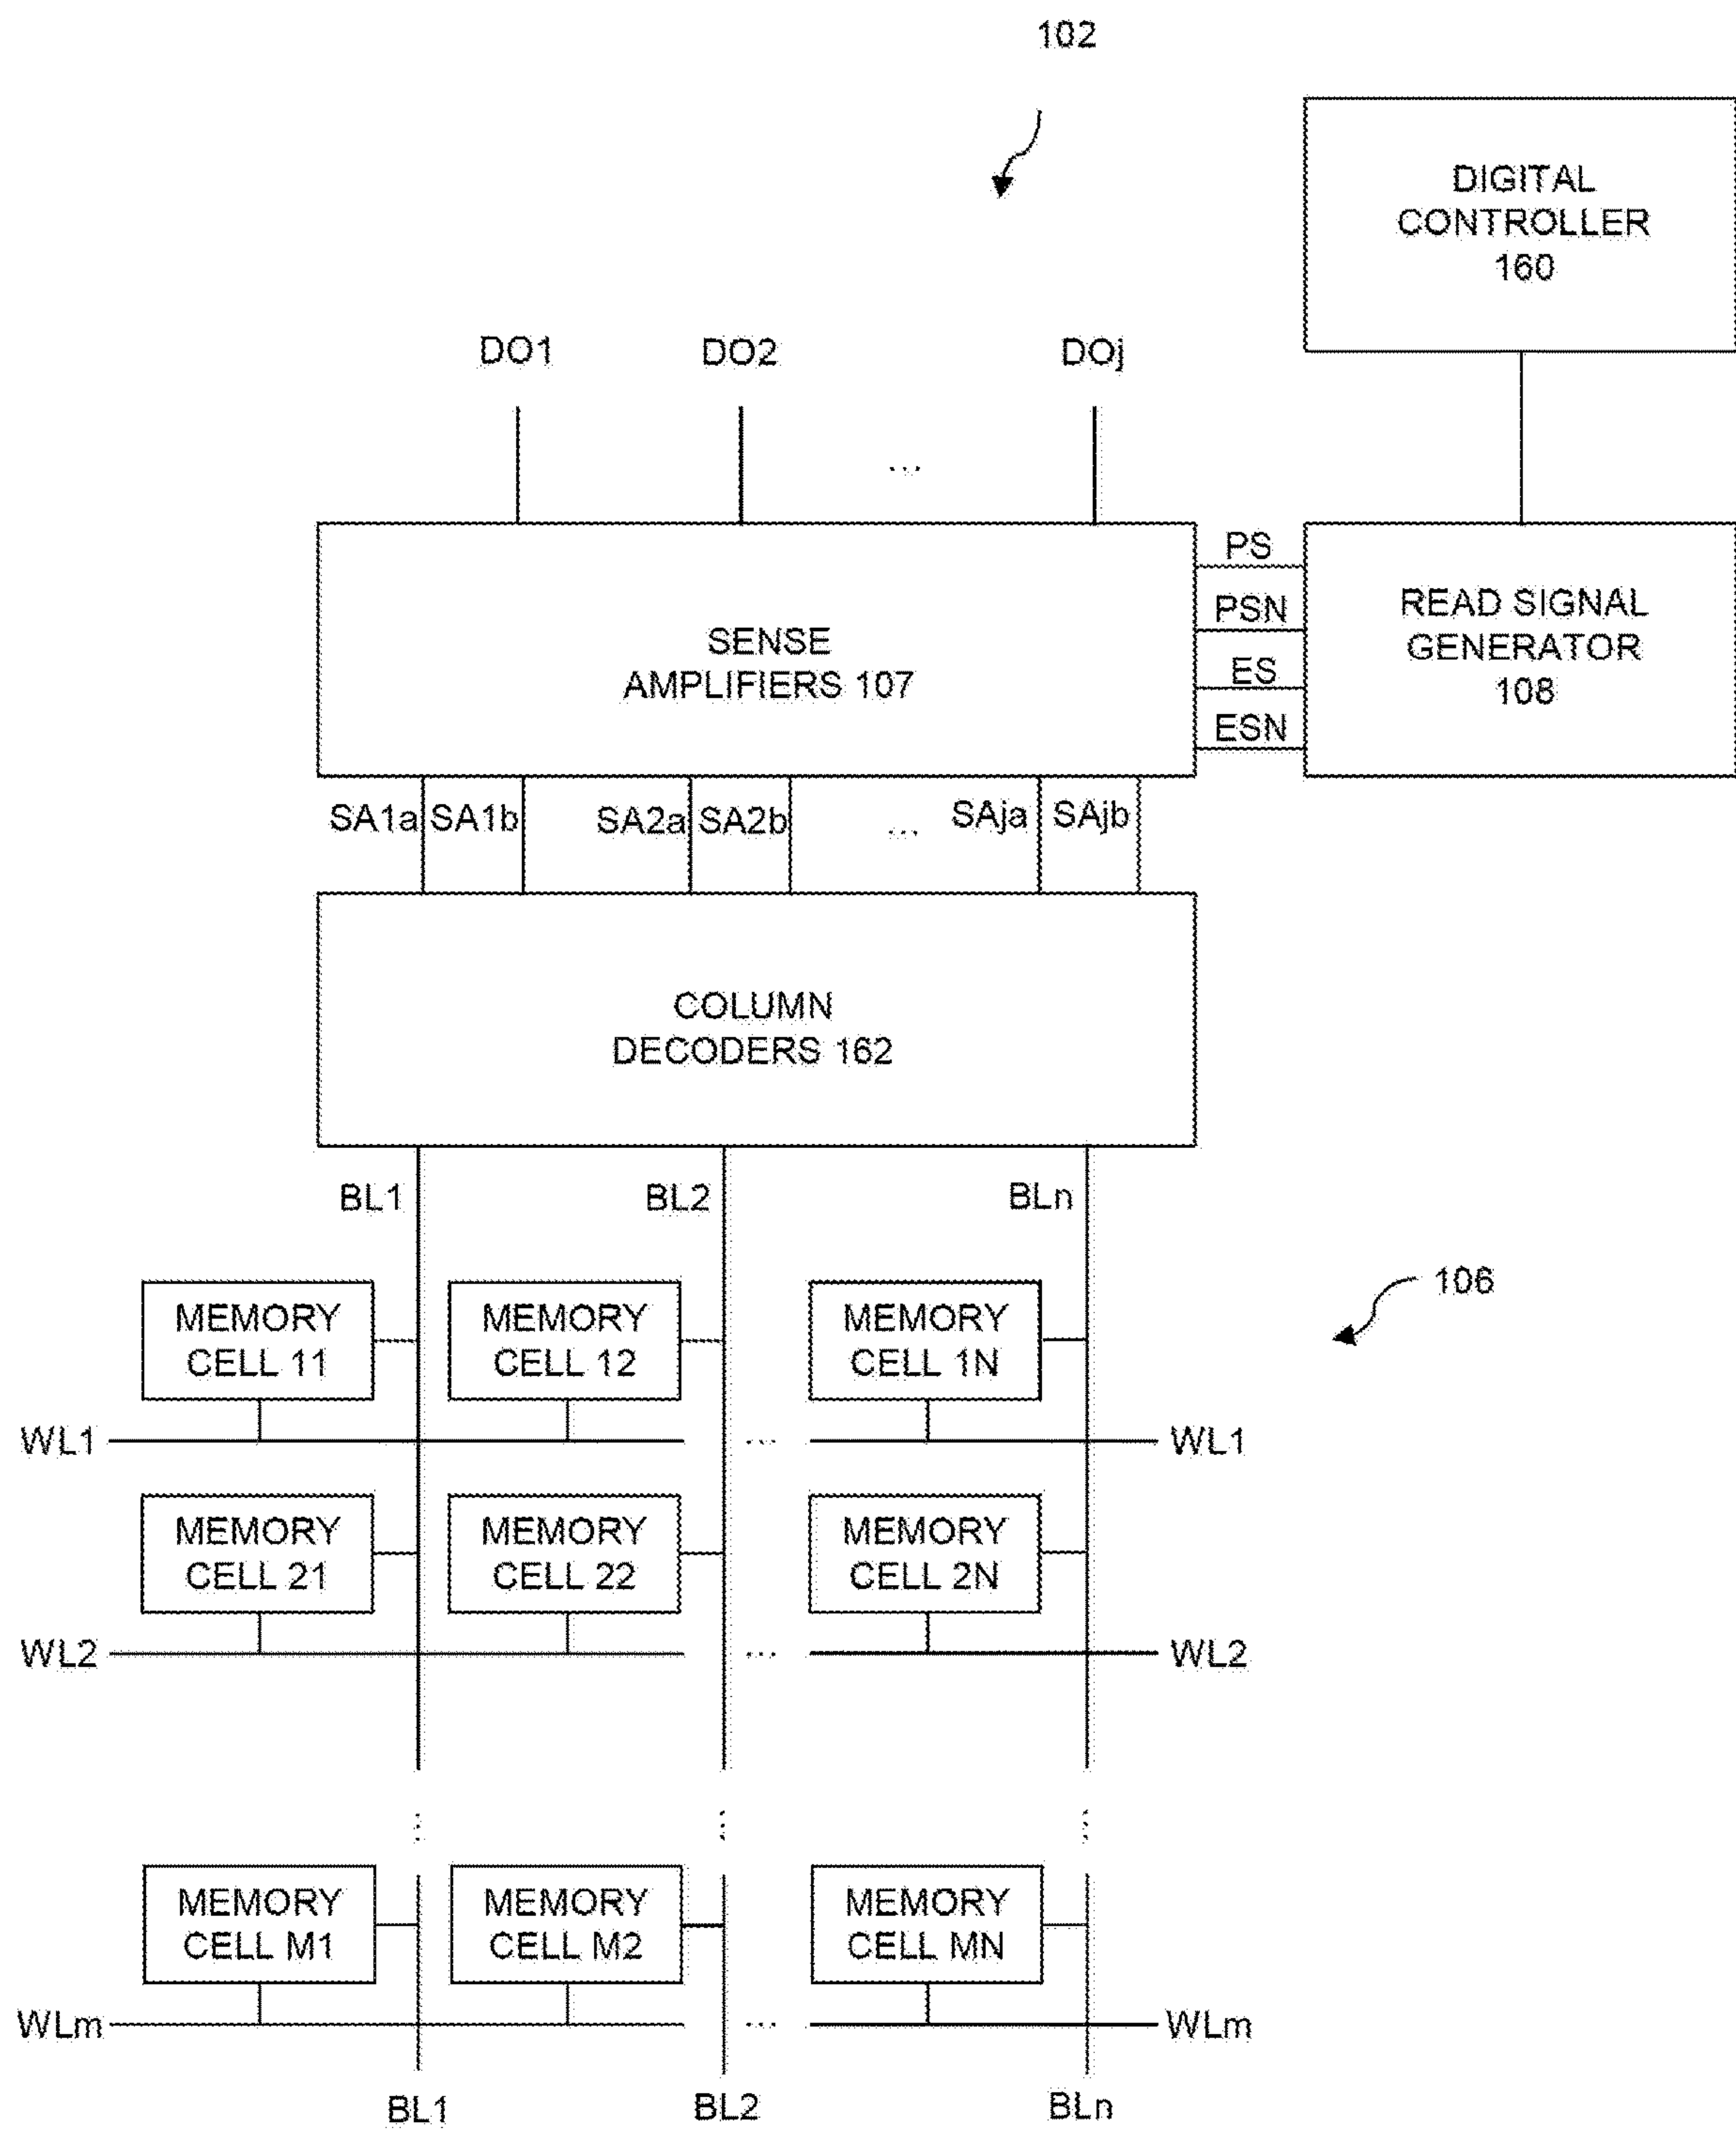 102
DIGITAL
CONTROLLER
160
DO1 DO2 ... DOj
PS
PSN
ES
ESN
SENSE
AMPLIFIERS 107
READ SIGNAL
GENERATOR
108
SA1a SA1b SA2a SA2b ... SAja SAjb
COLUMN
DECODERS 162
BL1 BL2 BLn
106
MEMORY
CELL 11
MEMORY
CELL 12
MEMORY
CELL 1N
WL1 ... WL1
MEMORY
CELL 21
MEMORY
CELL 22
MEMORY
CELL 2N
WL2 ... WL2
MEMORY
CELL M1
MEMORY
CELL M2
MEMORY
CELL MN
WLm ... WLm
BL1 BL2 BLn